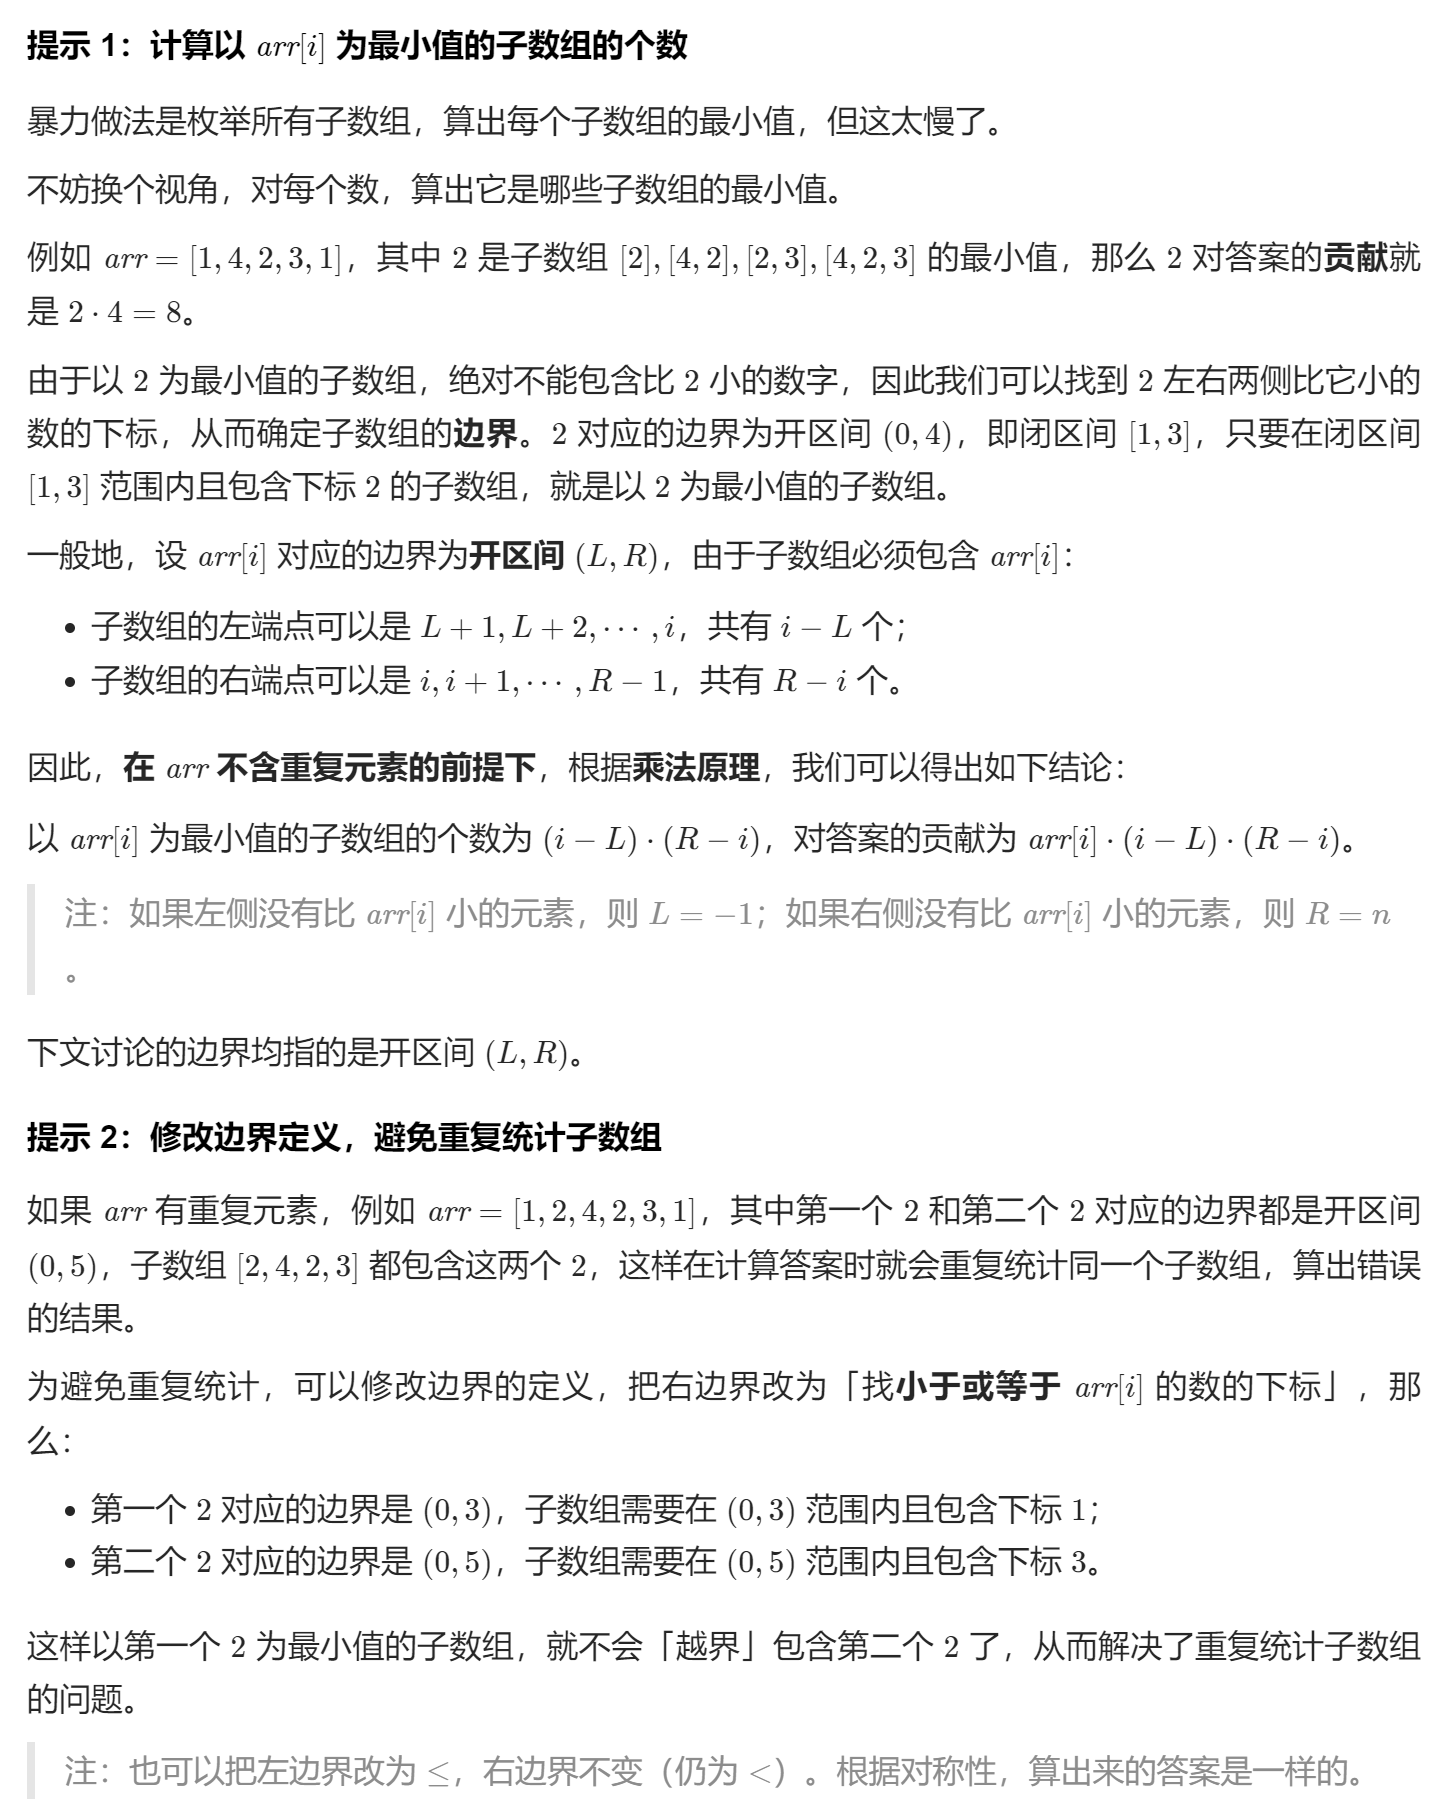 提示 1：计算以 arr[i] 为最小值的子数组的个数
暴力做法是枚举所有子数组，算出每个子数组的最小值，但这太慢了。
不妨换个视角，对每个数，算出它是哪些子数组的最小值。
例如 arr = [1, 4, 2, 3, 1]，其中 2 是子数组 [2], [4, 2], [2, 3], [4, 2, 3] 的最小值，那么 2 对答案的贡献就
是 2 · 4 = 8。
由于以 2 为最小值的子数组，绝对不能包含比 2 小的数字，因此我们可以找到 2 左右两侧比它小的
数的下标，从而确定子数组的边界。2 对应的边界为开区间 (0, 4)，即闭区间 [1, 3]，只要在闭区间
[1, 3] 范围内且包含下标 2 的子数组，就是以 2 为最小值的子数组。
一般地，设 arr[i] 对应的边界为开区间 (L, R)，由于子数组必须包含 arr[i]：
• 子数组的左端点可以是 L + 1, L + 2, ⋯ , i，共有 i − L 个；
• 子数组的右端点可以是 i, i + 1, ⋯ , R − 1，共有 R − i 个。
因此，在 arr 不含重复元素的前提下，根据乘法原理，我们可以得出如下结论：
以 arr[i] 为最小值的子数组的个数为 (i − L) · (R − i)，对答案的贡献为 arr[i] · (i − L) · (R − i)。
注：如果左侧没有比 arr[i] 小的元素，则 L = −1；如果右侧没有比 arr[i] 小的元素，则 R = n
。
下文讨论的边界均指的是开区间 (L, R)。
提示 2：修改边界定义，避免重复统计子数组
如果 arr 有重复元素，例如 arr = [1, 2, 4, 2, 3, 1]，其中第一个 2 和第二个 2 对应的边界都是开区间
(0, 5)，子数组 [2, 4, 2, 3] 都包含这两个 2，这样在计算答案时就会重复统计同一个子数组，算出错误
的结果。
为避免重复统计，可以修改边界的定义，把右边界改为「找小于或等于 arr[i] 的数的下标」，那
么：
• 第一个 2 对应的边界是 (0, 3)，子数组需要在 (0, 3) 范围内且包含下标 1；
• 第二个 2 对应的边界是 (0, 5)，子数组需要在 (0, 5) 范围内且包含下标 3。
这样以第一个 2 为最小值的子数组，就不会「越界」包含第二个 2 了，从而解决了重复统计子数组
的问题。
注：也可以把左边界改为 ≤，右边界不变（仍为 <）。根据对称性，算出来的答案是一样的。